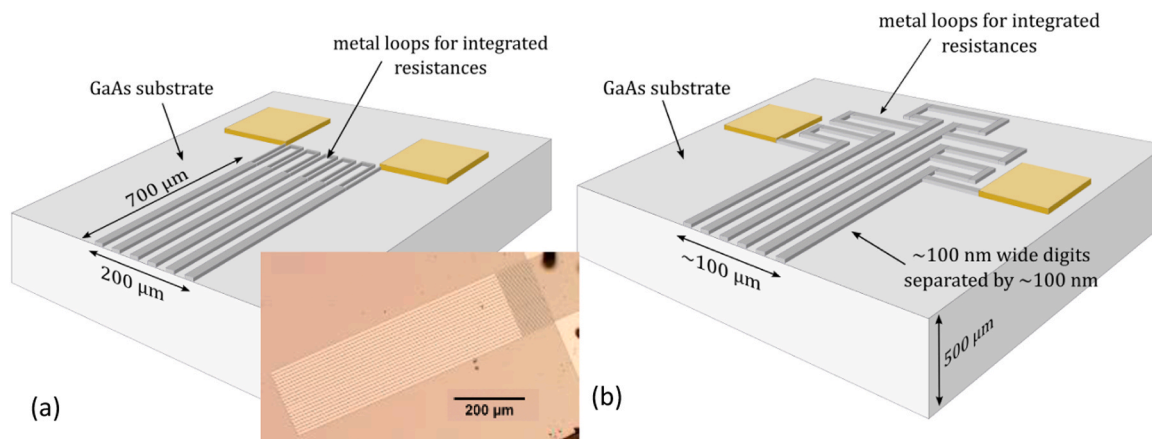 metal loops for integrated
resistances
GaAs substrate
700 µm
200 µm
200 µm
(a)
metal loops for integrated
resistances
GaAs substrate
~100 µm
~100 nm wide digits
separated by ~100 nm
500 µm
(b)